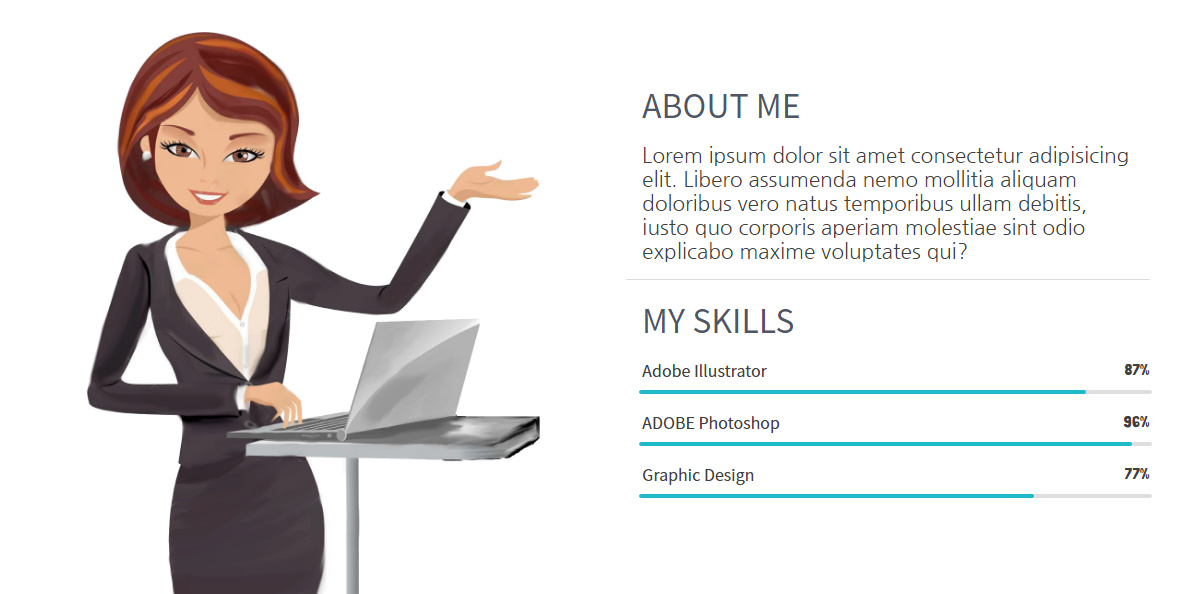 ABOUT ME
Lorem ipsum dolor sit amet consectetur adipisicing
elit. Libero assumenda nemo mollitia aliquam
doloribus vero natus temporibus ullam debitis,
iusto quo corporis aperiam molestiae sint odio
explicabo maxime voluptates qui?
MY SKILLS
Adobe Illustrator 87%
ADOBE Photoshop 96%
Graphic Design 77%